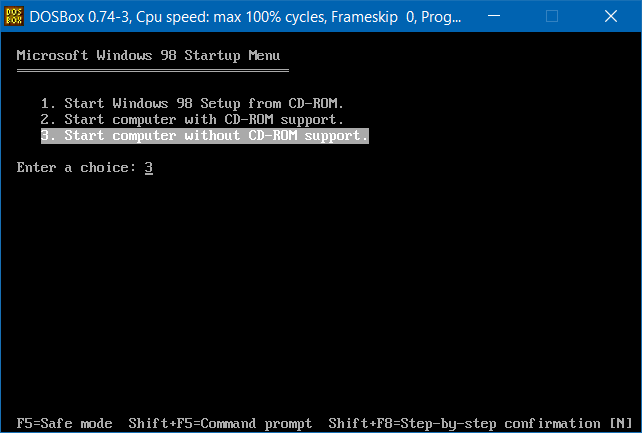 DOS
BOX
DOSBox 0.74-3, Cpu speed: max 100% cycles, Frameskip 0, Prog...
Microsoft Windows 98 Startup Menu
1. Start Windows 98 Setup from CD-ROM.
2. Start computer with CD-ROM support.
3. Start computer without CD-ROM support.
Enter a choice: 3
F5=Safe mode Shift+F5=Command prompt Shift+F8=Step-by-step confirmation [N]